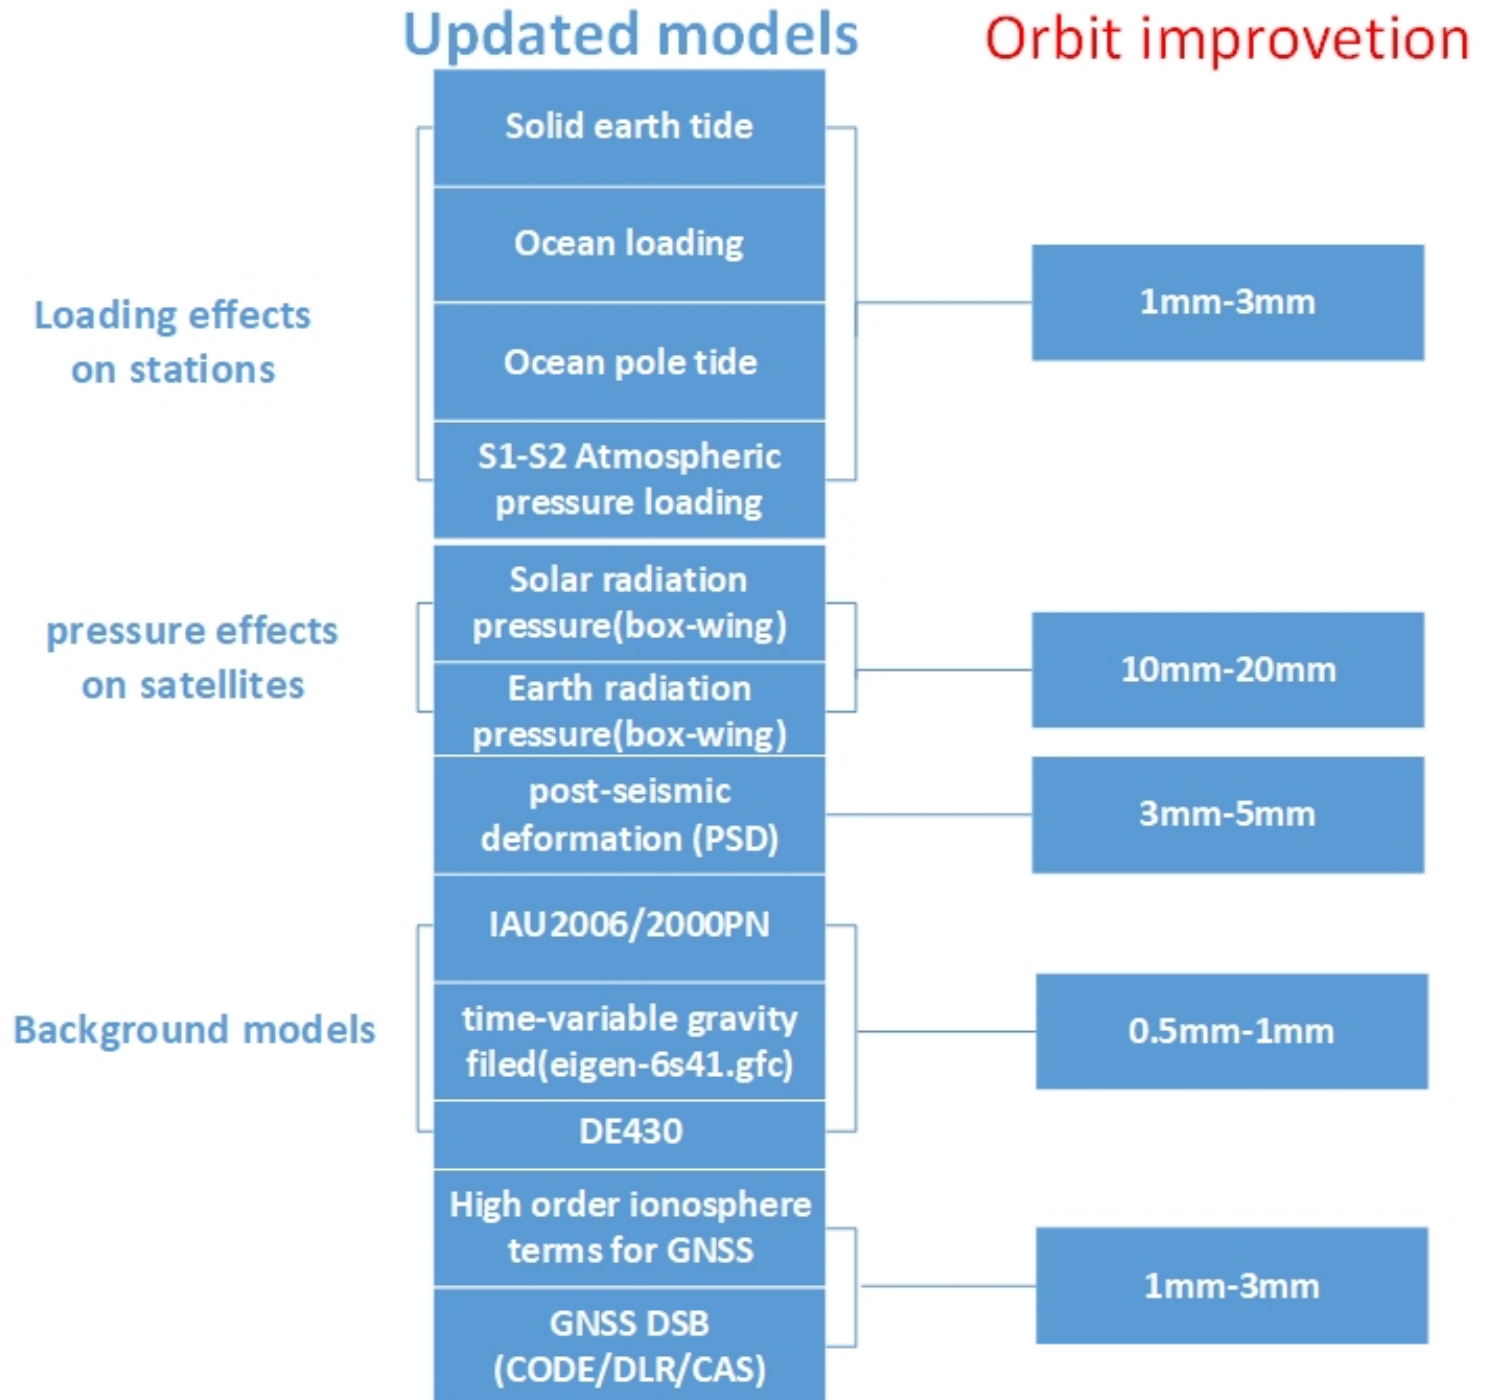 Updated models
Orbit improvetion
Solid earth tide
Ocean loading
Ocean pole tide
S1-S2 Atmospheric
pressure loading
Loading effects
on stations
1mm-3mm
Solar radiation
pressure(box-wing)
Earth radiation
pressure(box-wing)
pressure effects
on satellites
10mm-20mm
post-seismic
deformation (PSD)
3mm-5mm
IAU2006/2000PN
time-variable gravity
filed(eigen-6s41.gfc)
DE430
Background models
0.5mm-1mm
High order ionosphere
terms for GNSS
GNSS DSB
(CODE/DLR/CAS)
1mm-3mm